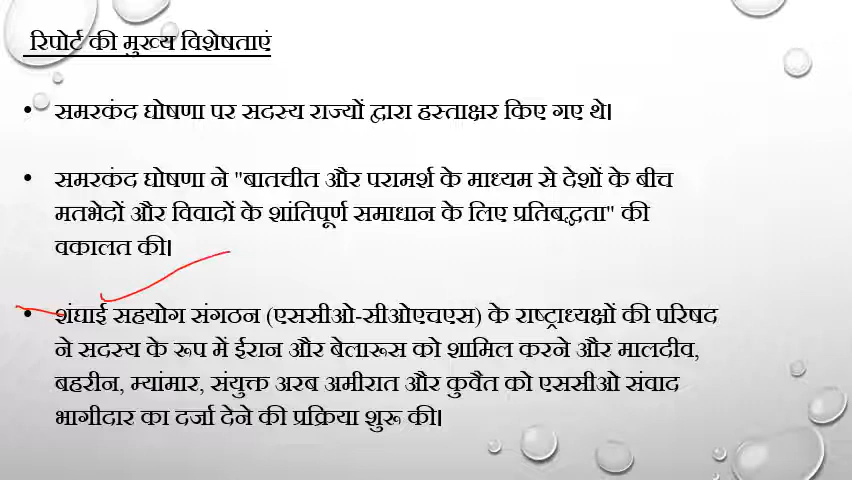 रिपोर्ट की मुख्य विशेषताएं
• समरकंद घोषणा पर सदस्य राज्यों द्वारा हस्ताक्षर किए गए थे।
• समरकंद घोषणा ने "बातचीत और परामर्श के माध्यम से देशों के बीच
मतभेदों और विवादों के शांतिपूर्ण समाधान के लिए प्रतिबद्धता" की
वकालत की।
• शंघाई सहयोग संगठन (एससीओ-सीओएचएस) के राष्ट्राध्यक्षों की परिषद
ने सदस्य के रूप में ईरान और बेलारूस को शामिल करने और मालदीव,
बहरीन, म्यांमार, संयुक्त अरब अमीरात और कुवैत को एससीओ संवाद
भागीदार का दर्जा देने की प्रक्रिया शुरू की।